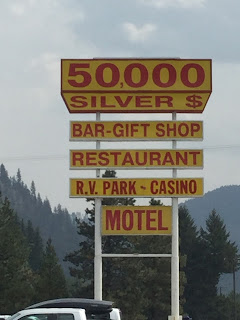 50,000
SILVER $
BAR-GIFT SHOP
RESTAURANT
R.V. PARK - CASINO
MOTEL